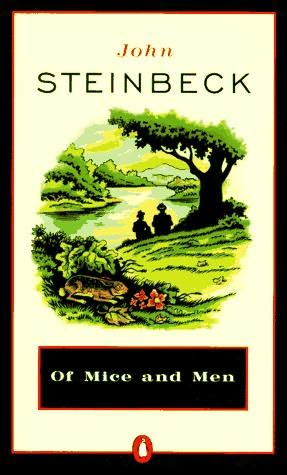 John
STEINBECK
Of Mice and Men